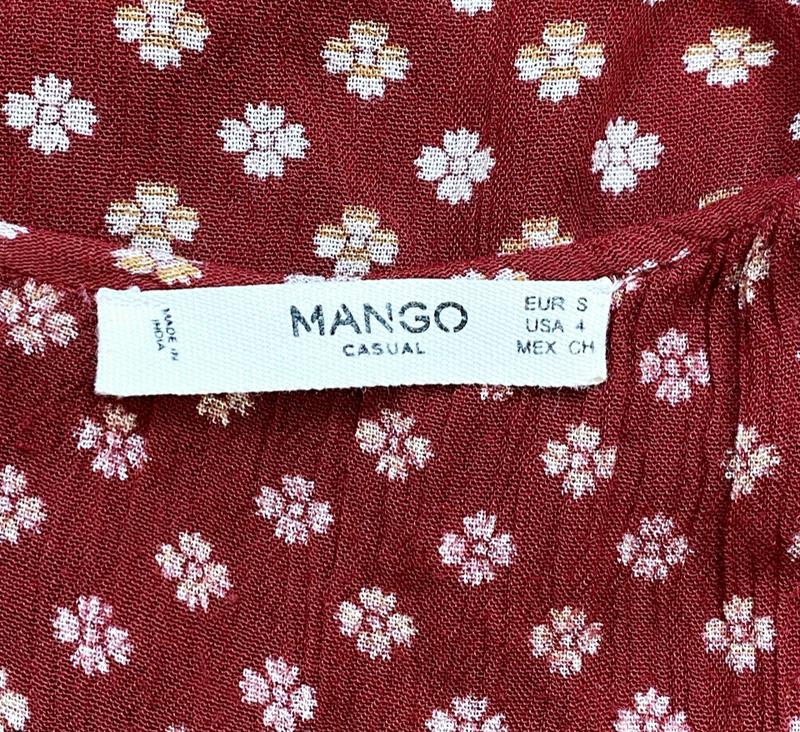 MADE IN
INDIA
MANGO
CASUAL
EUR S
USA 4
MEX CH